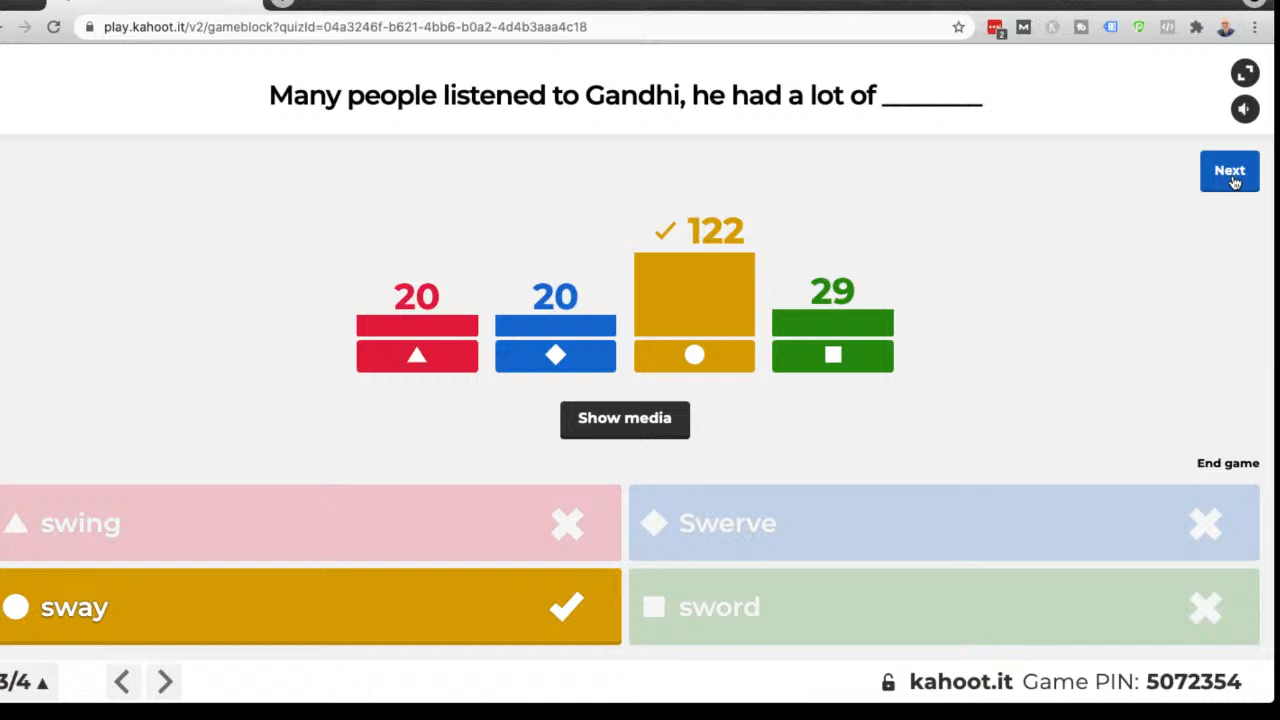 play.kahoot.it/v2/gameblock?quizId=04a3246f-b621-4bb6-b0a2-4d4b3aaa4c18
2
Many people listened to Gandhi, he had a lot of _______
Next
122
20
20
29
Show media
End game
swing
Swerve
sway
sword
3/4
kahoot.it Game PIN: 5072354